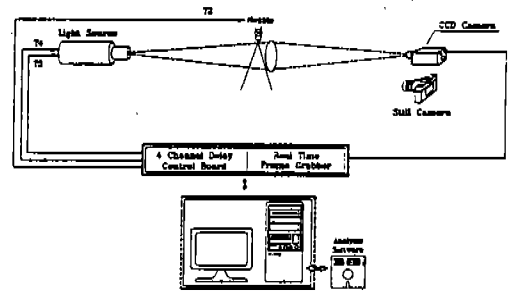 T2
Nozzle
CCD Camera
Light Source
T4
T3
Still Camera
4 Channel Delay
Control Board
Real Time
Frame Grabber
Analysis
Software